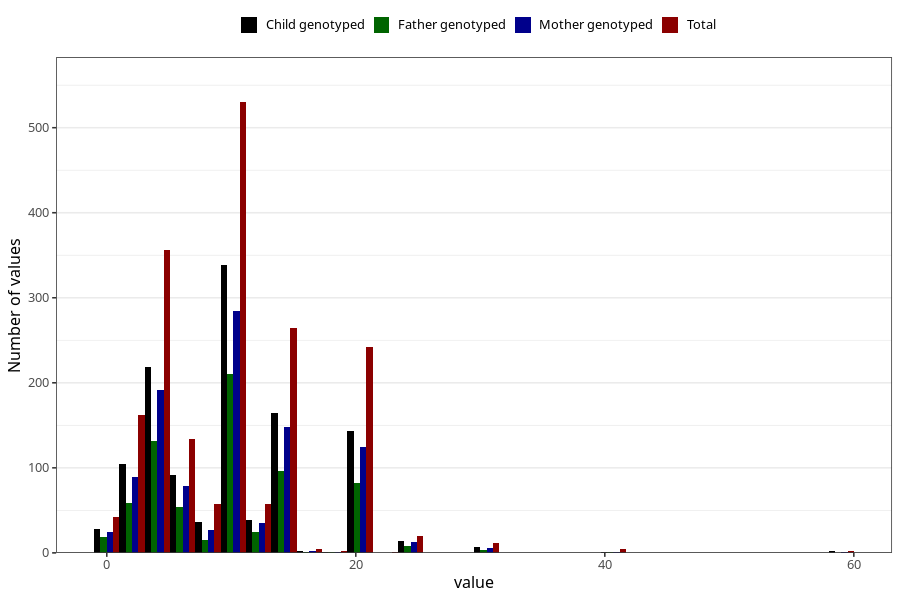 Child genotyped Father genotyped Mother genotyped Total
Number of values
500
400
300
200
100
0
0 20 40 60
value